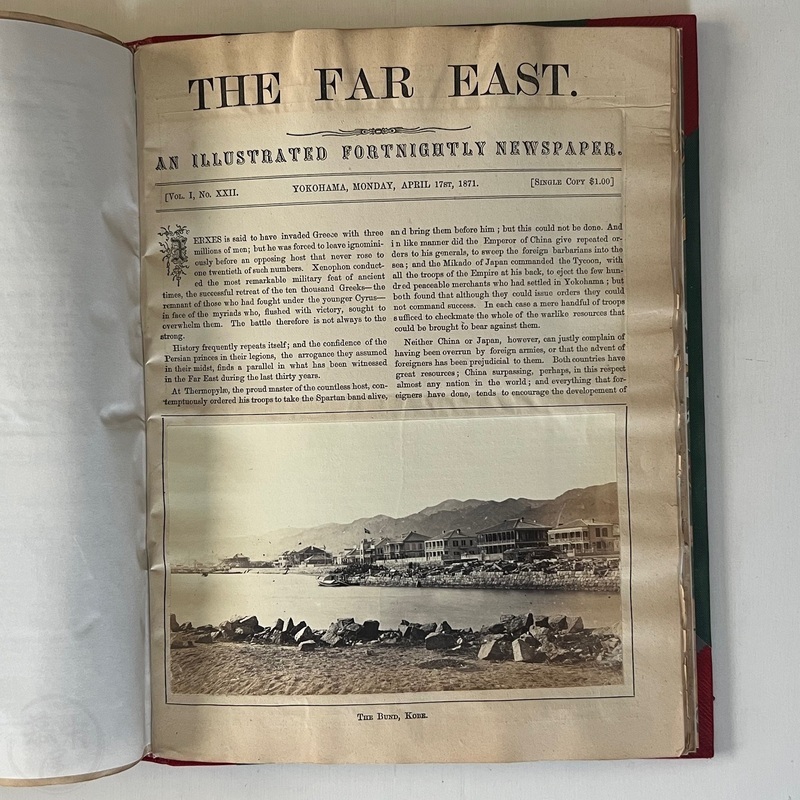 THE FAR EAST.
AN ILLUSTRATED FORTNIGHTLY NEWSPAPER.
[Vol. I, No. XXII.
YOKOHAMA, MONDAY, APRIL 17st, 1871.
[Single Copy $1.00]
XERXES is said to have invaded Greece with three
millions of men; but he was forced to leave ignomini-
ously before an opposing host that never rose to
one twentieth of such numbers. Xenophon conduct-
ed the most remarkable military feat of ancient
times, the successful retreat of the ten thousand Greeks—the
remnant of those who had fought under the younger Cyrus—
in face of the myriads who, flushed with victory, sought to
overwhelm them. The battle therefore is not always to the
strong.
History frequently repeats itself; and the confidence of the
Persian princes in their legions, the arrogance they assumed
in their midst, finds a parallel in what has been witnessed
in the Far East during the last thirty years.
At Thermopylæ, the proud master of the countless host, con-
temptuously ordered his troops to take the Spartan band alive,
and bring them before him; but this could not be done. And
in like manner did the Emperor of China give repeated or-
ders to his generals, to sweep the foreign barbarians into the
sea; and the Mikado of Japan commanded the Tycoon, with
all the troops of the Empire at his back, to eject the few hun-
dred peaceable merchants who had settled in Yokohama; but
both found that although they could issue orders they could
not command success. In each case a mere handful of troops
sufficed to checkmate the whole of the warlike resources that
could be brought to bear against them.
Neither China or Japan, however, can justly complain of
having been overrun by foreign armies, or that the advent of
foreigners has been prejudicial to them. Both countries have
great resources; China surpassing, perhaps, in this respect
almost any nation in the world; and everything that for-
eigners have done, tends to encourage the developement of
The Bund, Kobe.